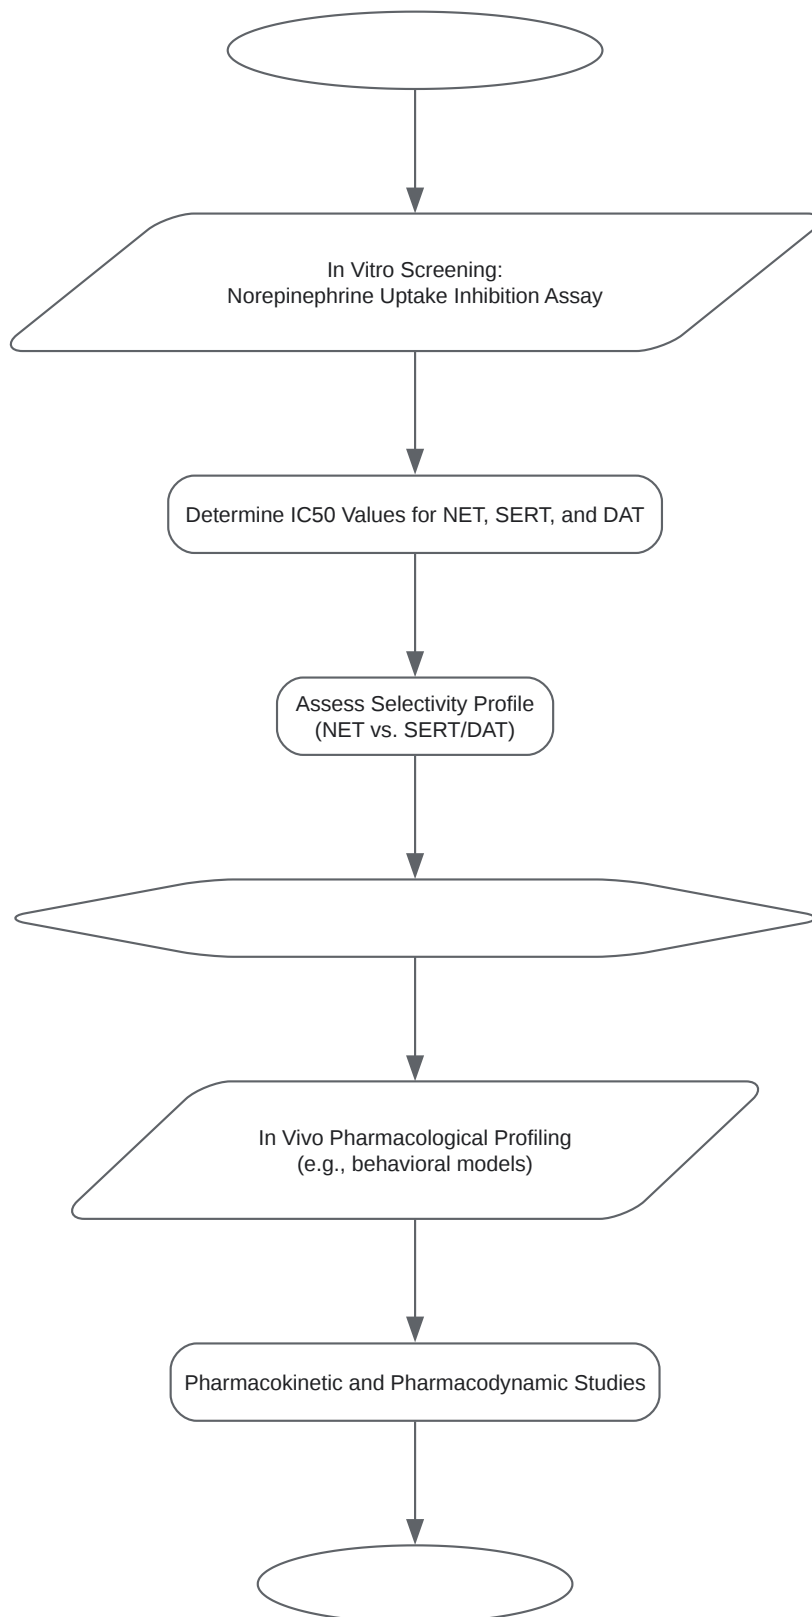 In Vitro Screening:
Norepinephrine Uptake Inhibition Assay
Determine IC50 Values for NET, SERT, and DAT
Assess Selectivity Profile
(NET vs. SERT/DAT)
In Vivo Pharmacological Profiling
(e.g., behavioral models)
Pharmacokinetic and Pharmacodynamic Studies